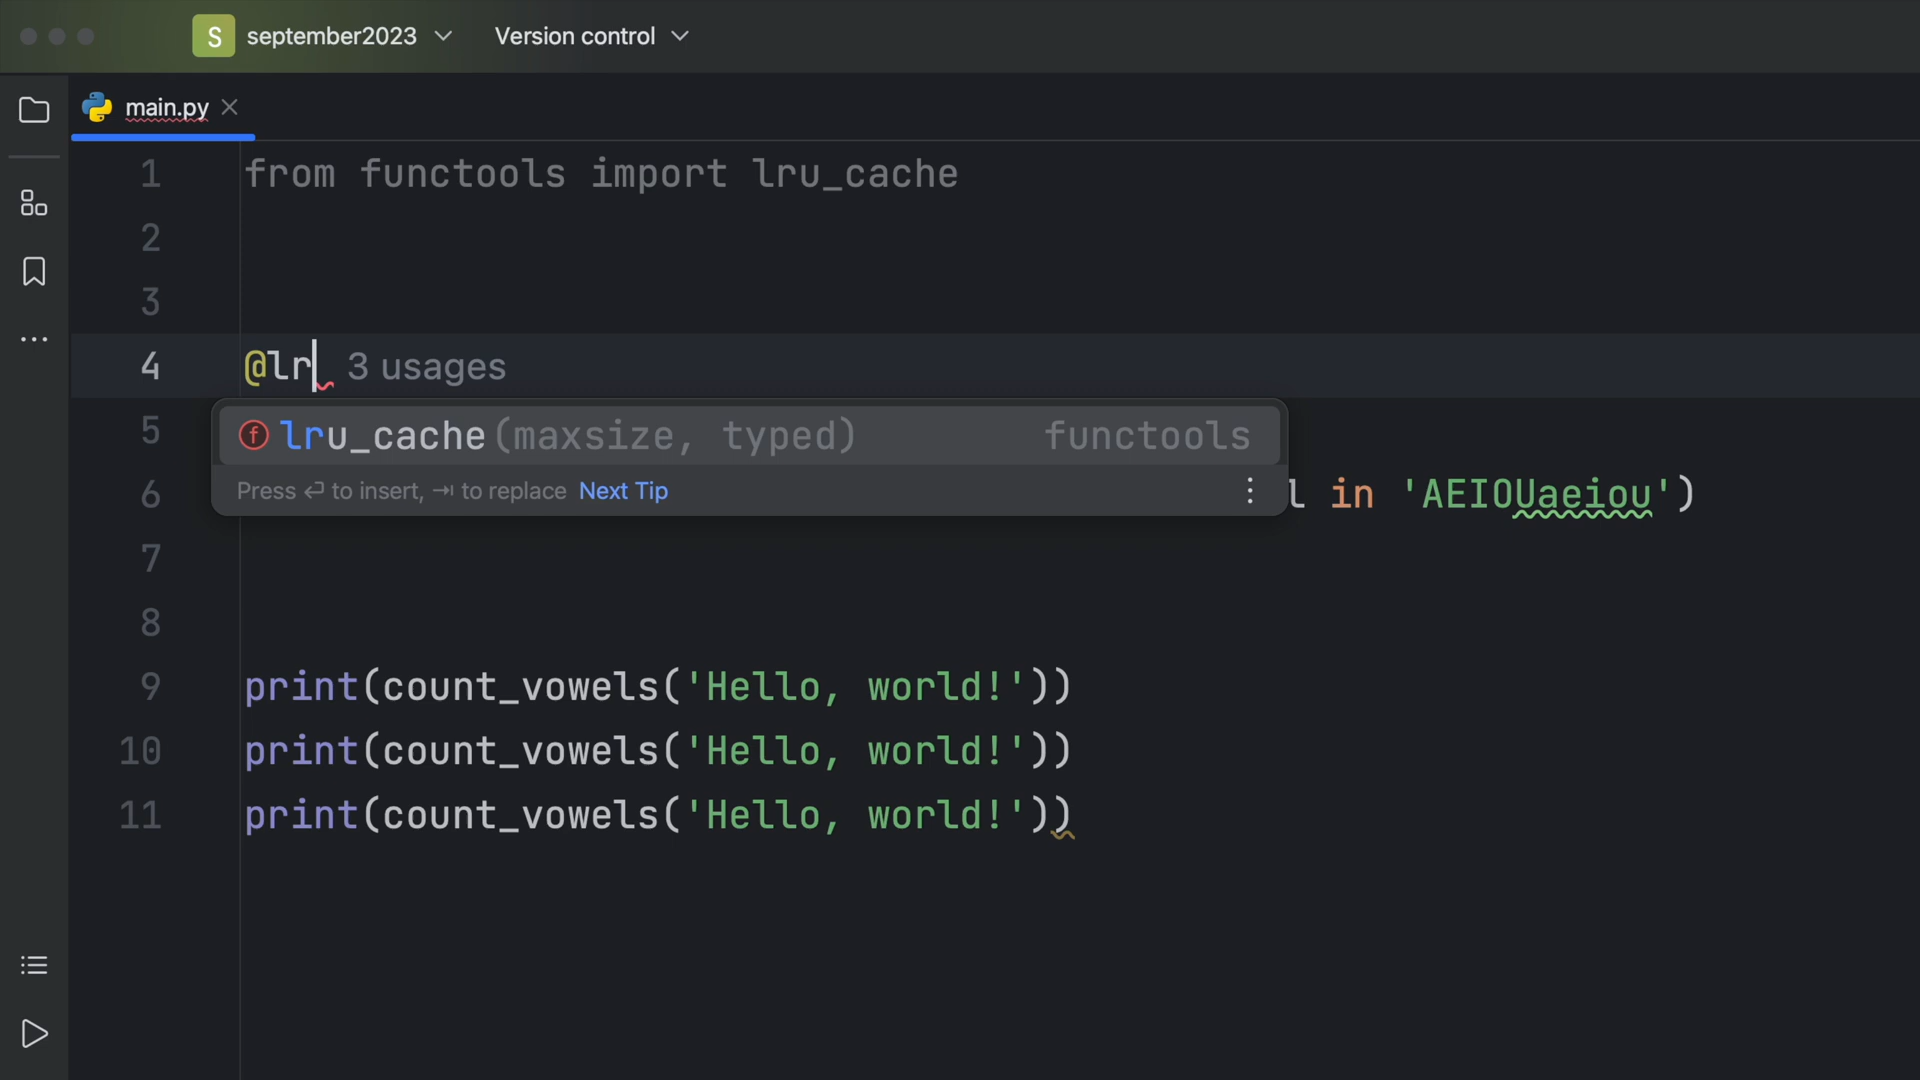 S september2023 Version control
main.py
1 from functools import lru_cache
2
3
4 @lr 3 usages
lru_cache(maxsize, typed) functools
5
Press ⏎ to insert, ⇥ to replace Next Tip
6 l in 'AEIOUaeiou')
7
8
9 print(count_vowels('Hello, world!'))
10 print(count_vowels('Hello, world!'))
11 print(count_vowels('Hello, world!'))